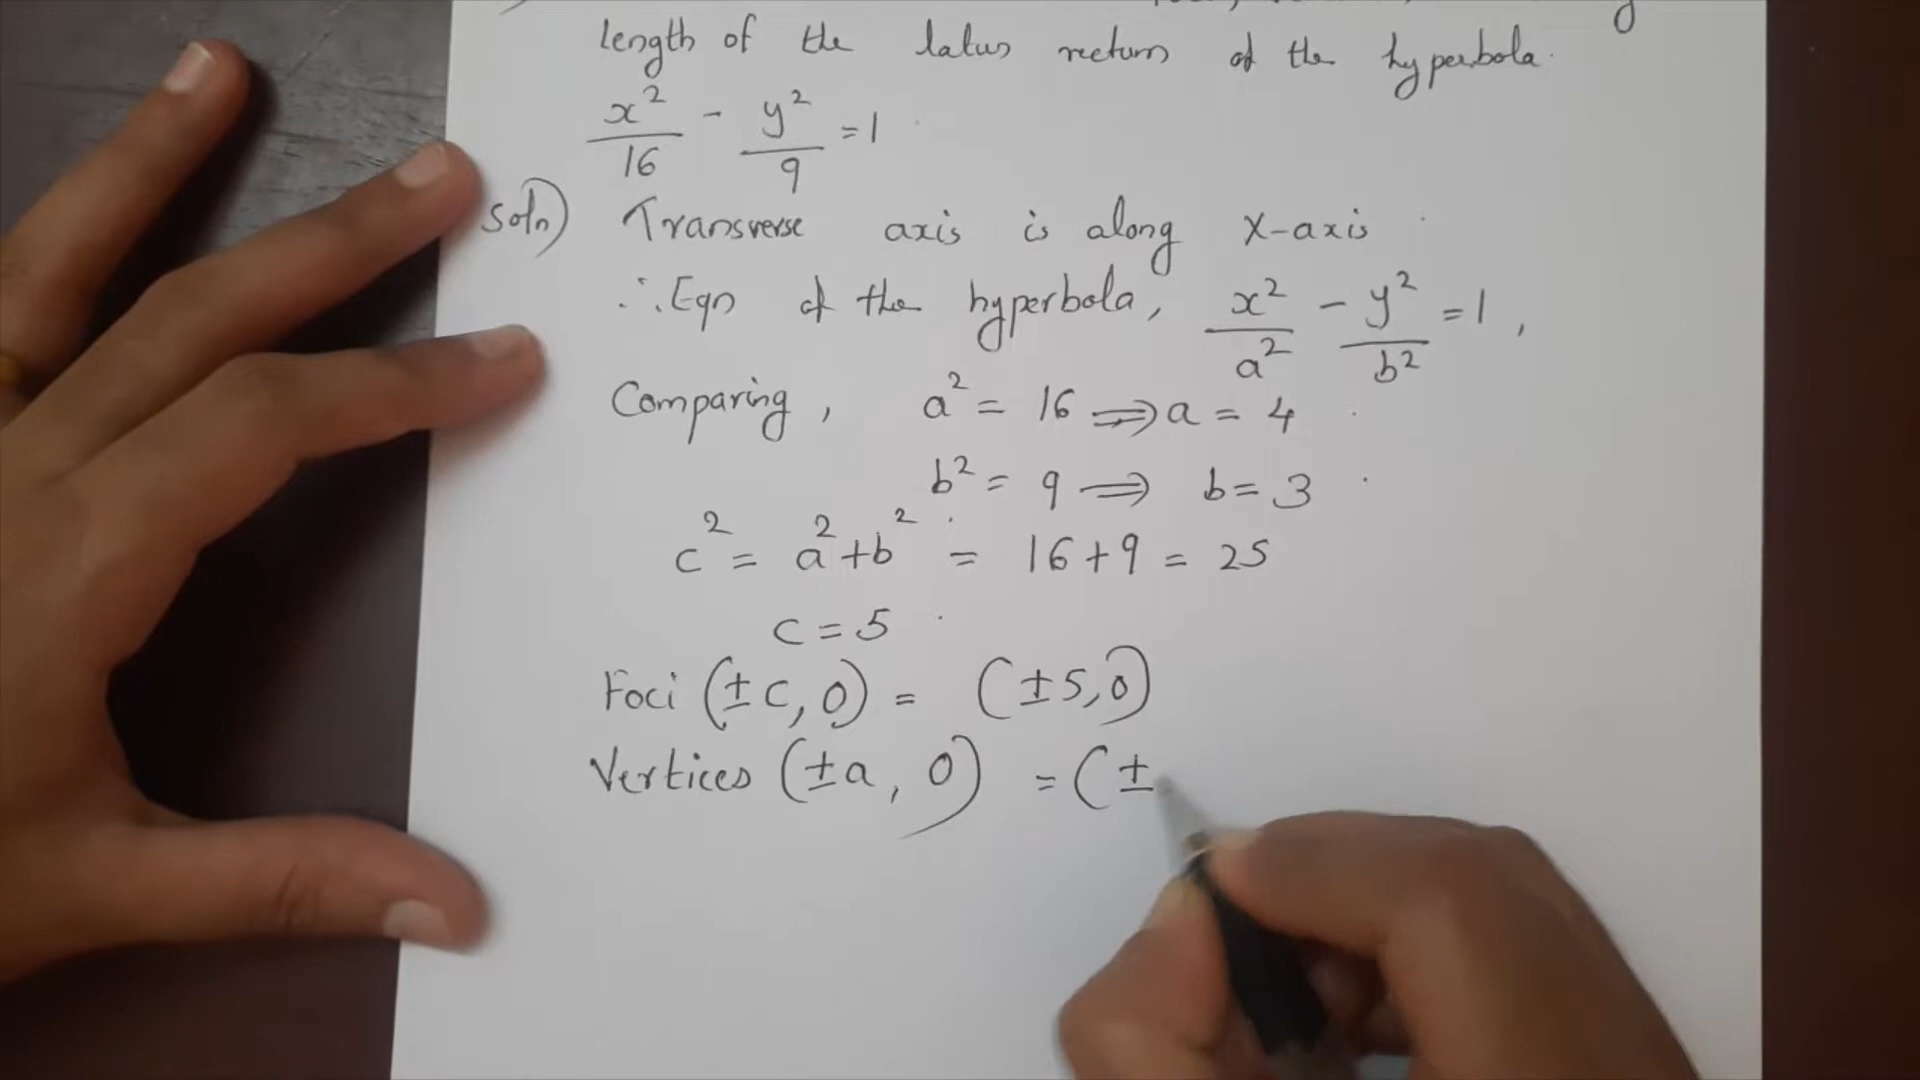 length of the latus rectum of the hyperbola.
x²/16 - y²/9 = 1
Soln) Transverse axis is along X-axis
∴ Eqn of the hyperbola, x²/a² - y²/b² = 1,
Comparing, a² = 16 ⟹ a = 4
b² = 9 ⟹ b = 3
c² = a²+b² = 16+9 = 25
c = 5
Foci (±c, 0) = (±5,0)
Vertices (±a, 0) = (±